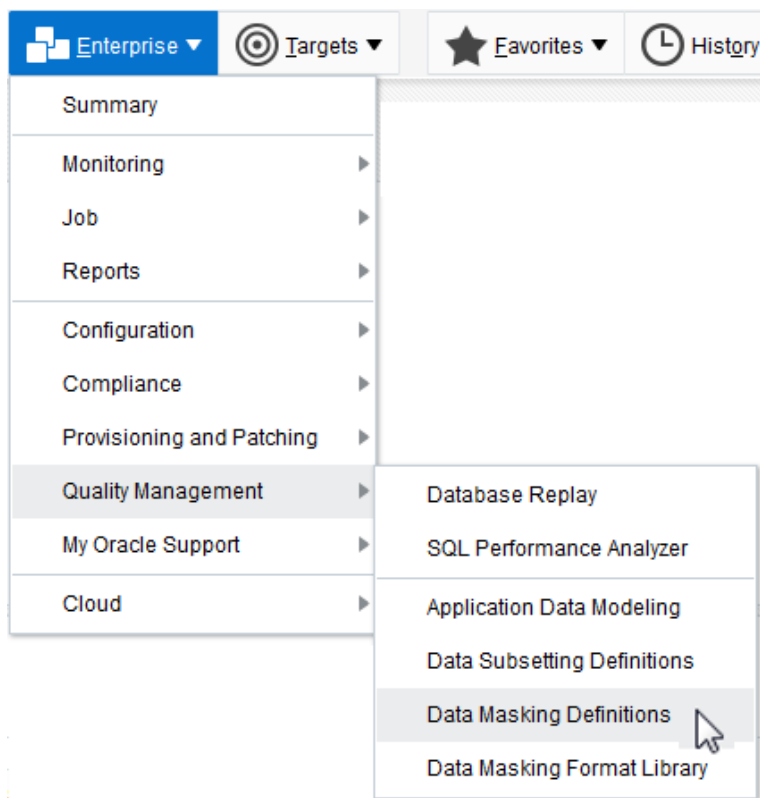 Enterprise ▼ Targets ▼ Favorites ▼ History
Summary
Monitoring
Job
Reports
Configuration
Compliance
Provisioning and Patching
Quality Management
My Oracle Support
Cloud
Database Replay
SQL Performance Analyzer
Application Data Modeling
Data Subsetting Definitions
Data Masking Definitions
Data Masking Format Library